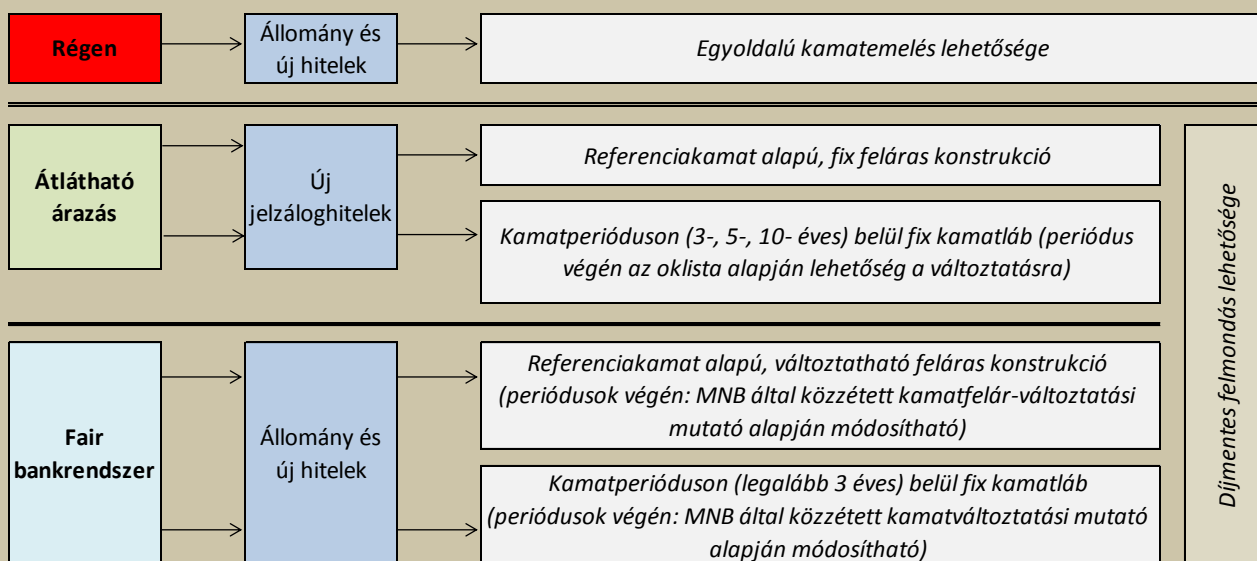 Régen
Állomány és
új hitelek
Egyoldalú kamatemelés lehetősége
Átlátható
árazás
Új
jelzáloghitelek
Referenciakamat alapú, fix feláras konstrukció
Kamatperióduson (3-, 5-, 10- éves) belül fix kamatláb (periódus
végén az oklista alapján lehetőség a változtatásra)
Fair
bankrendszer
Állomány és
új hitelek
Referenciakamat alapú, változtatható feláras konstrukció
(periódusok végén: MNB által közzétett kamatfelár-változtatási
mutató alapján módosítható)
Kamatperióduson (legalább 3 éves) belül fix kamatláb
(periódusok végén: MNB által közzétett kamatváltoztatási mutató
alapján módosítható)
Díjmentes felmondás lehetősége